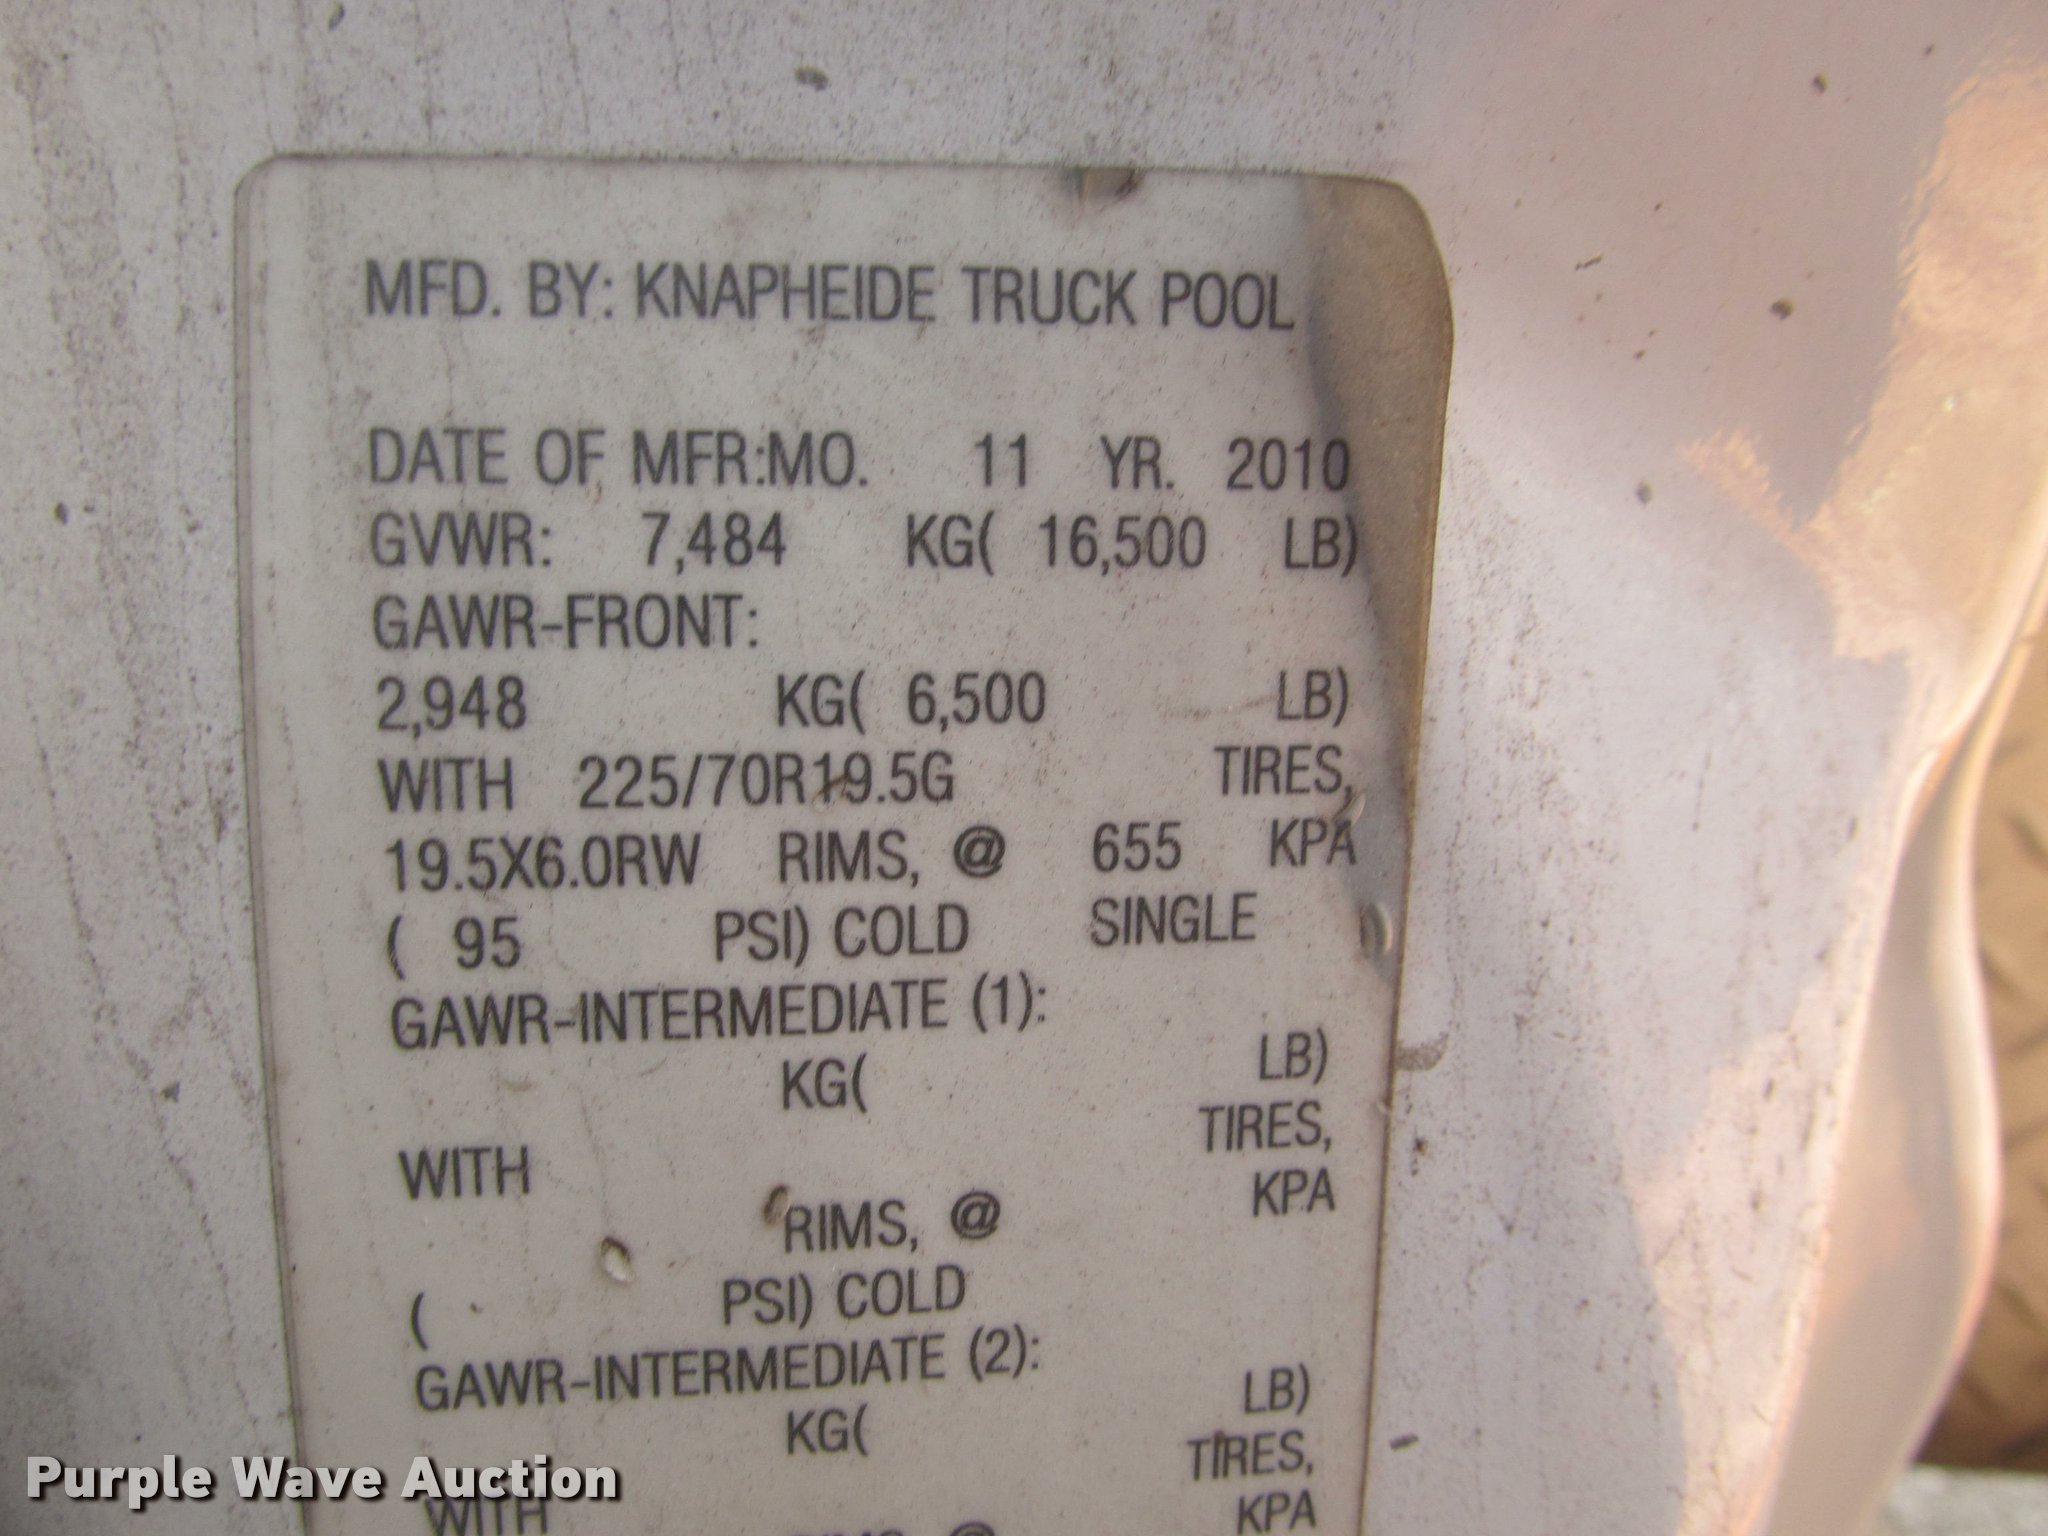 MFD. BY: KNAPHEIDE TRUCK POOL
DATE OF MFR:MO. 11 YR. 2010
GVWR: 7,484 KG( 16,500 LB)
GAWR-FRONT:
2,948 KG( 6,500 LB)
WITH 225/70R19.5G TIRES,
19.5X6.0RW RIMS, @ 655 KPA
( 95 PSI) COLD SINGLE
GAWR-INTERMEDIATE (1):
KG( LB)
WITH TIRES,
RIMS, @ KPA
( PSI) COLD
GAWR-INTERMEDIATE (2):
KG( LB)
WITH TIRES,
RIMS, @ KPA
Purple Wave Auction